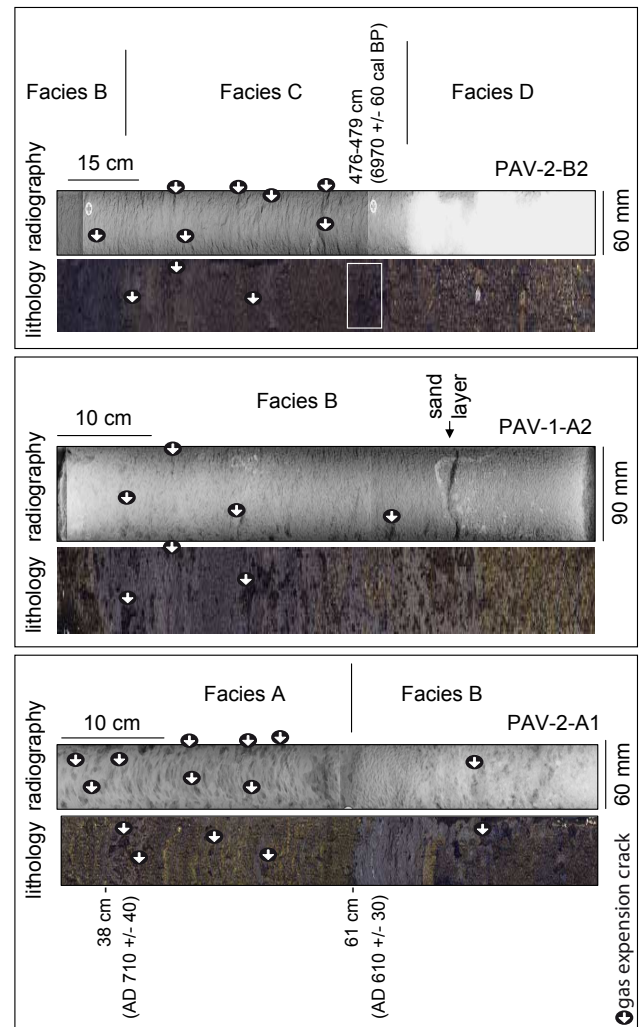 Facies B
Facies C
Facies D
15 cm
476-479 cm
(6970 +/- 60 cal BP)
PAV-2-B2
radiography
lithology
60 mm
Facies B
10 cm
sand
layer
PAV-1-A2
radiography
lithology
90 mm
Facies A
Facies B
10 cm
PAV-2-A1
radiography
lithology
60 mm
38 cm
(AD 710 +/- 40)
61 cm
(AD 610 +/- 30)
gas expension crack